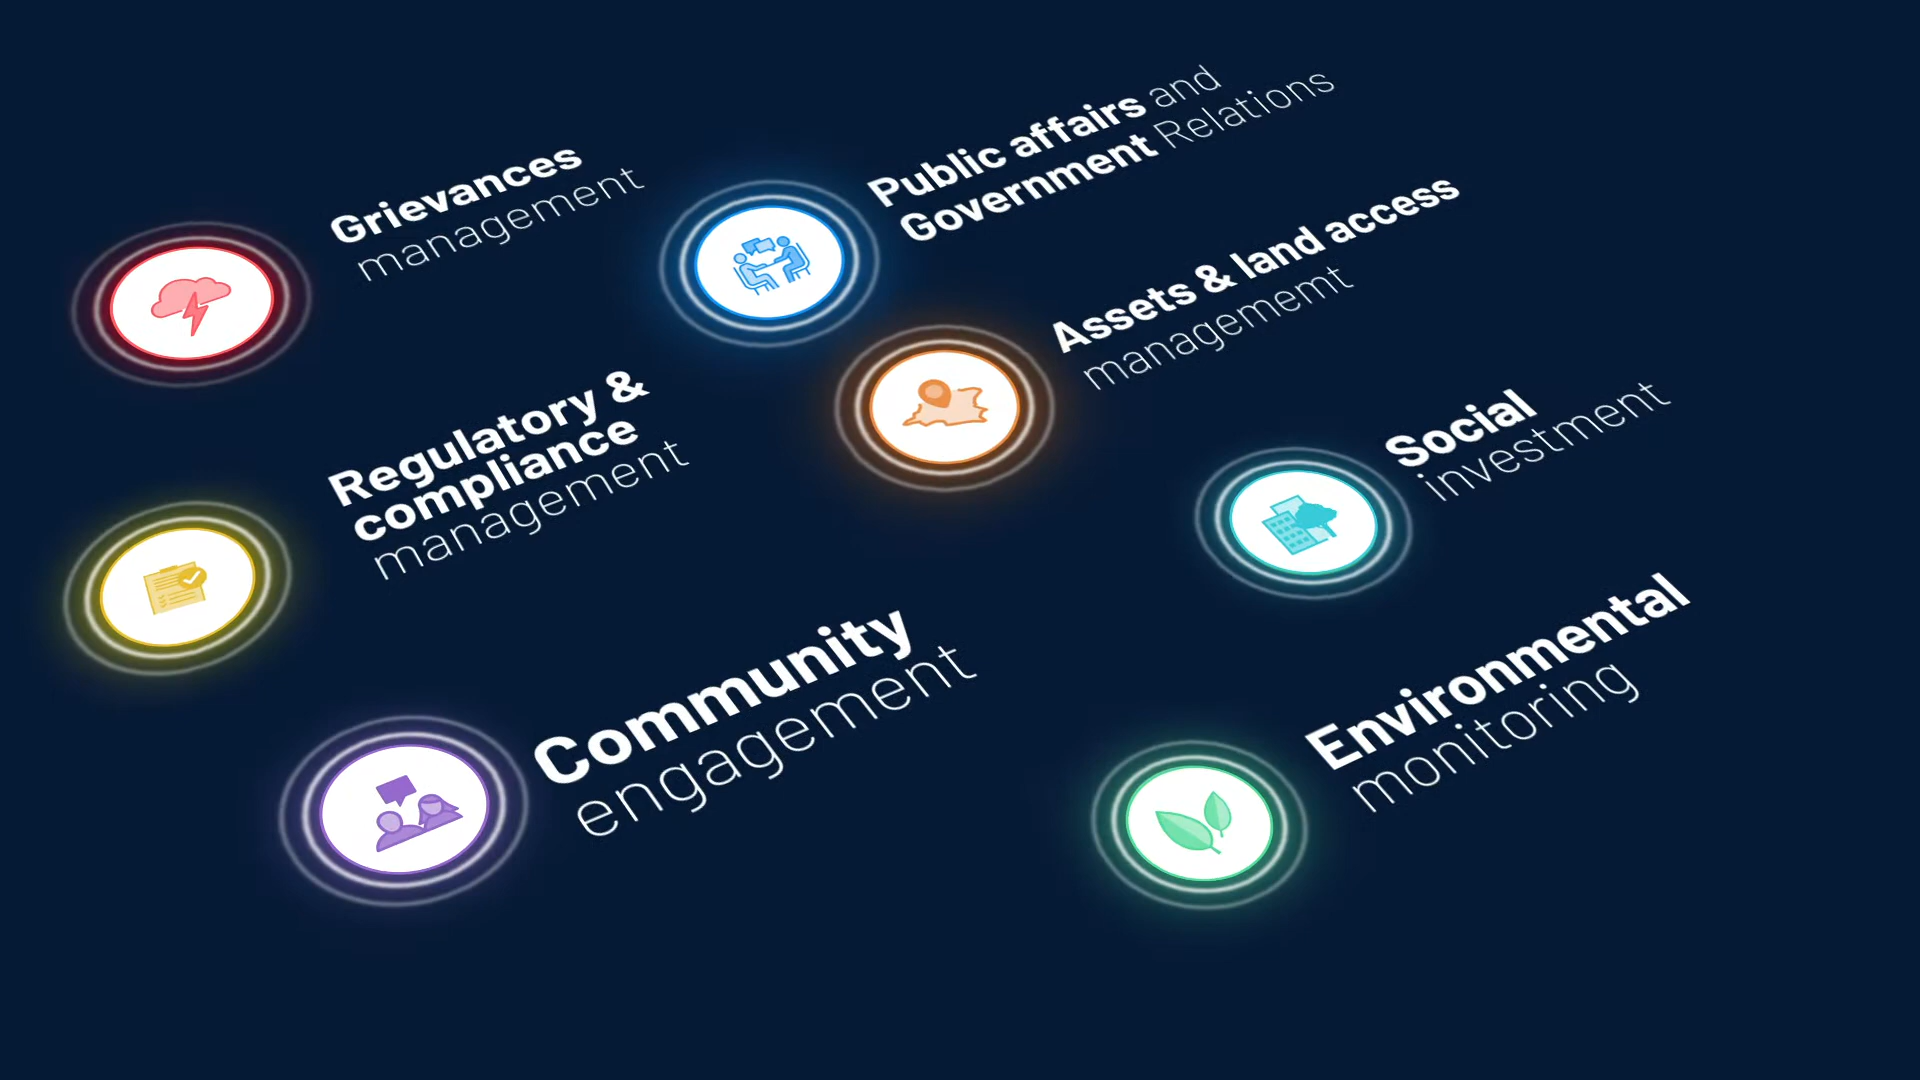 Grievances
management
Public affairs and
Government Relations
Assets & land access
managememt
Regulatory &
compliance
management
Social
investment
Community
engagement
Environmental
monitoring